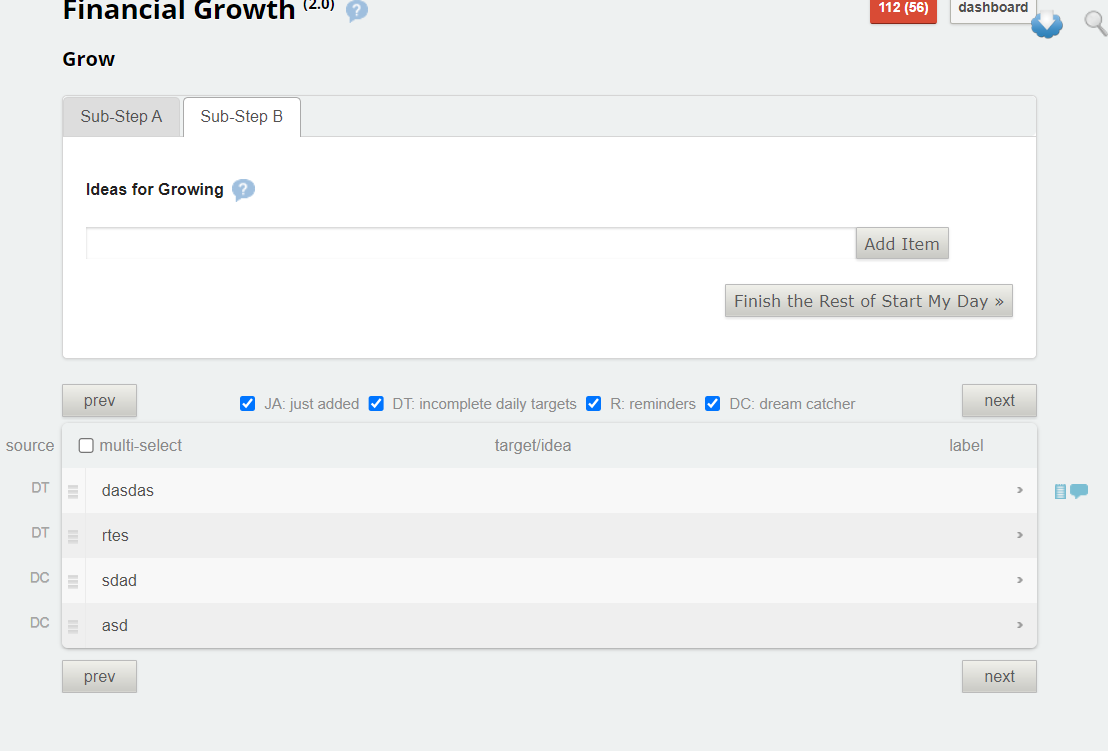 Financial Growth (2.0) ?
112 (56)
dashboard
Grow
Sub-Step A
Sub-Step B
Ideas for Growing ?
Add Item
Finish the Rest of Start My Day »
prev
JA: just added
DT: incomplete daily targets
R: reminders
DC: dream catcher
next
source
multi-select
target/idea
label
DT
dasdas
›
DT
rtes
›
DC
sdad
›
DC
asd
›
prev
next